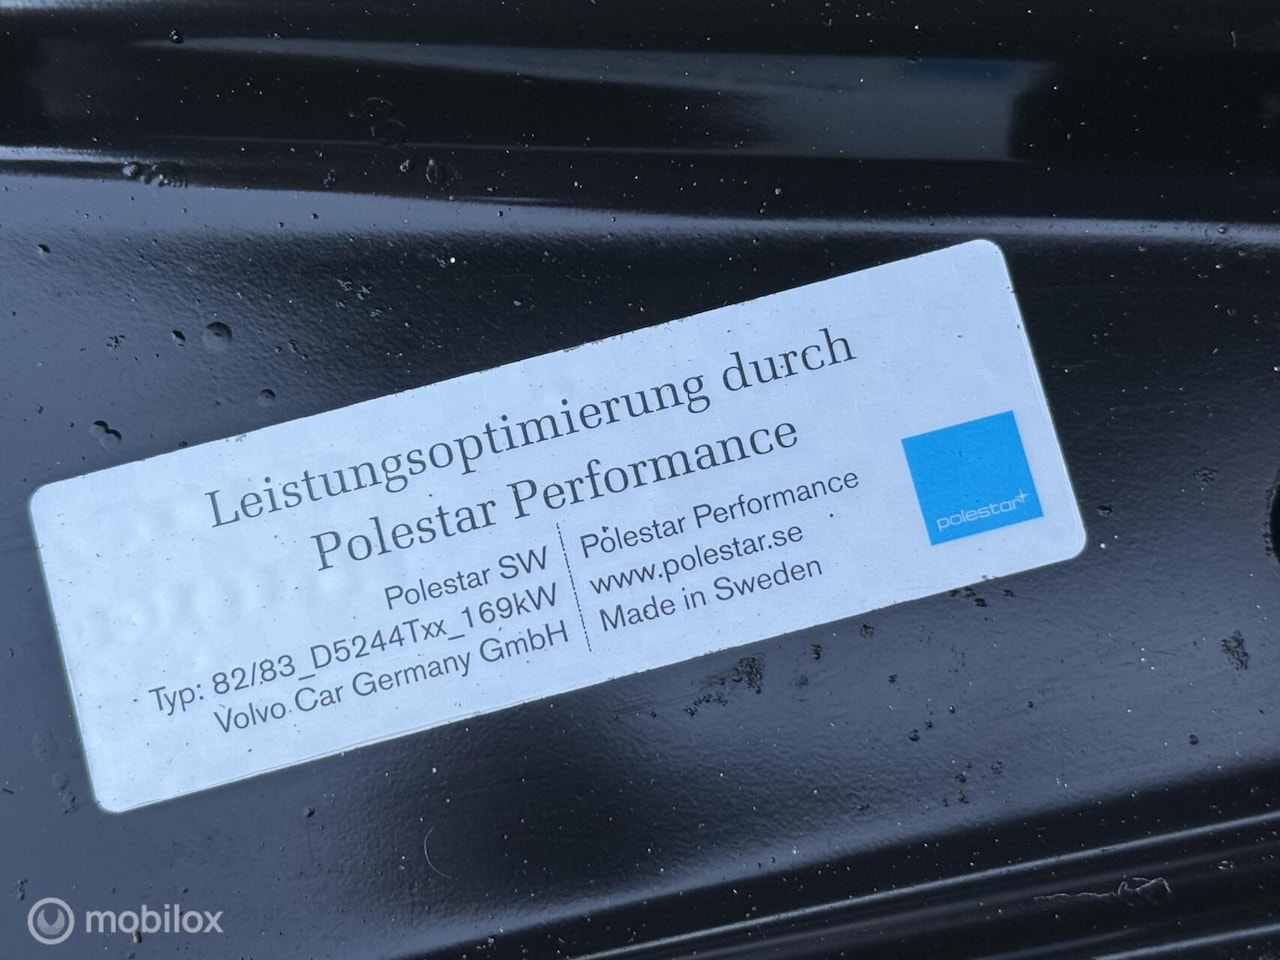 Leistungsoptimierung durch
Polestar Performance
Polestar SW
Typ: 82/83_D5244Txx_169kW
Volvo Car Germany GmbH
Polestar Performance
www.polestar.se
Made in Sweden
polestar
mobilox